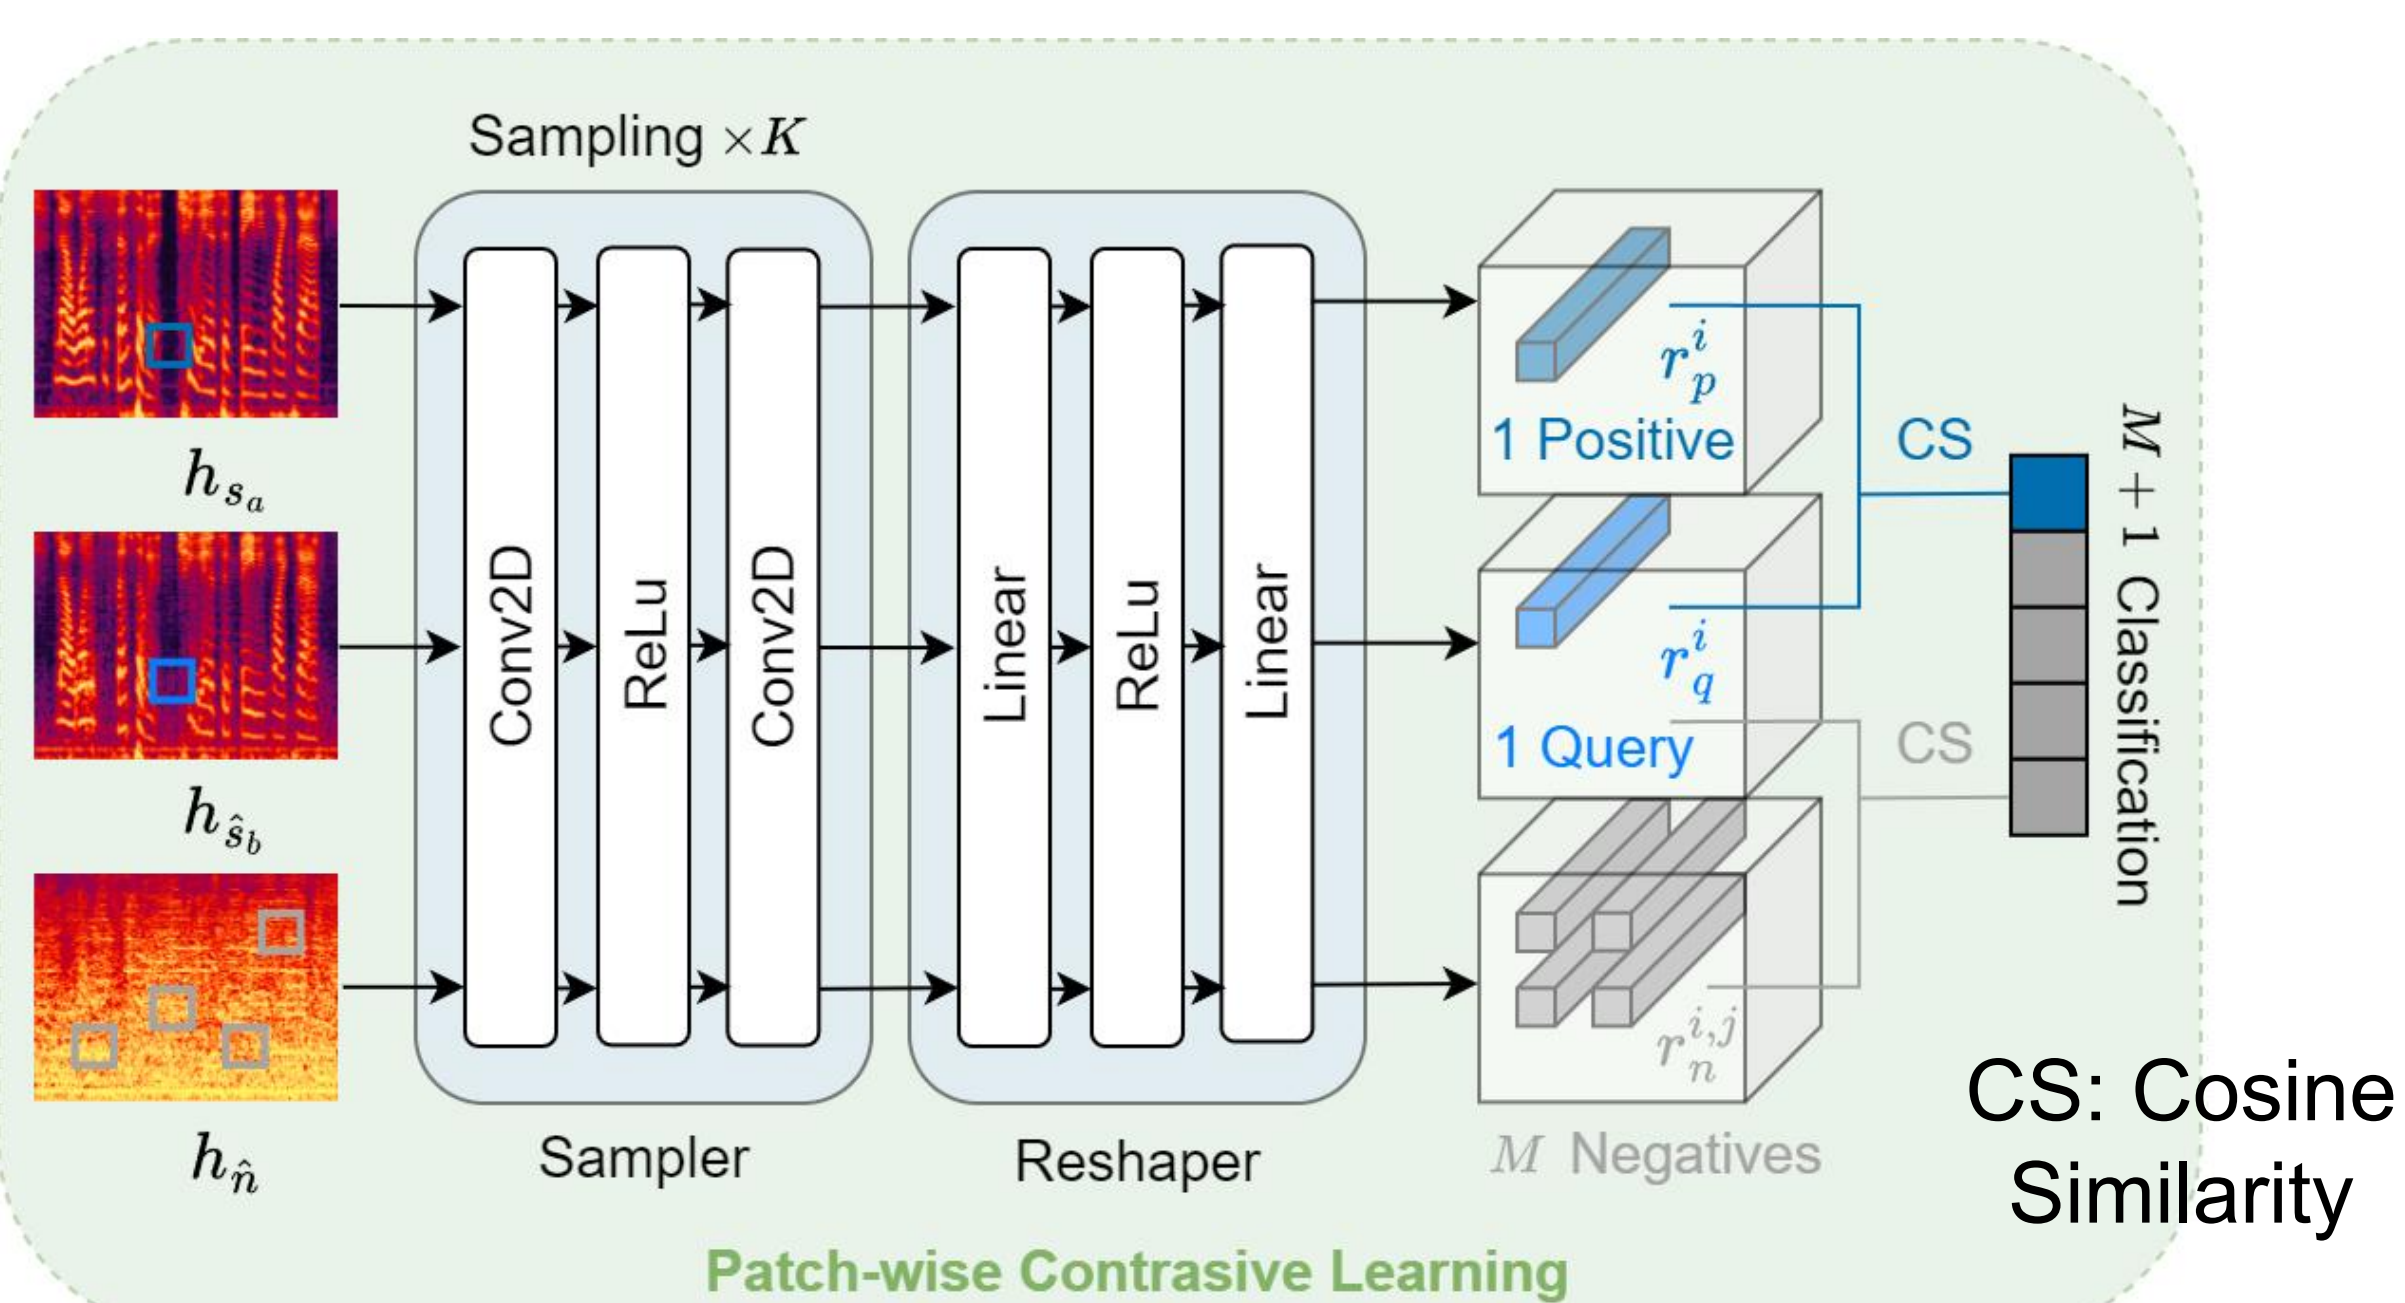 Sampling ×K
h_{s_a}
h_{ŝ_b}
h_{n̂}
Conv2D
ReLu
Conv2D
Sampler
Linear
ReLu
Linear
Reshaper
r_p^i
1 Positive
r_q^i
1 Query
r_n^{i,j}
M Negatives
CS
CS
M + 1 Classification
CS: Cosine
Similarity
Patch-wise Contrasive Learning